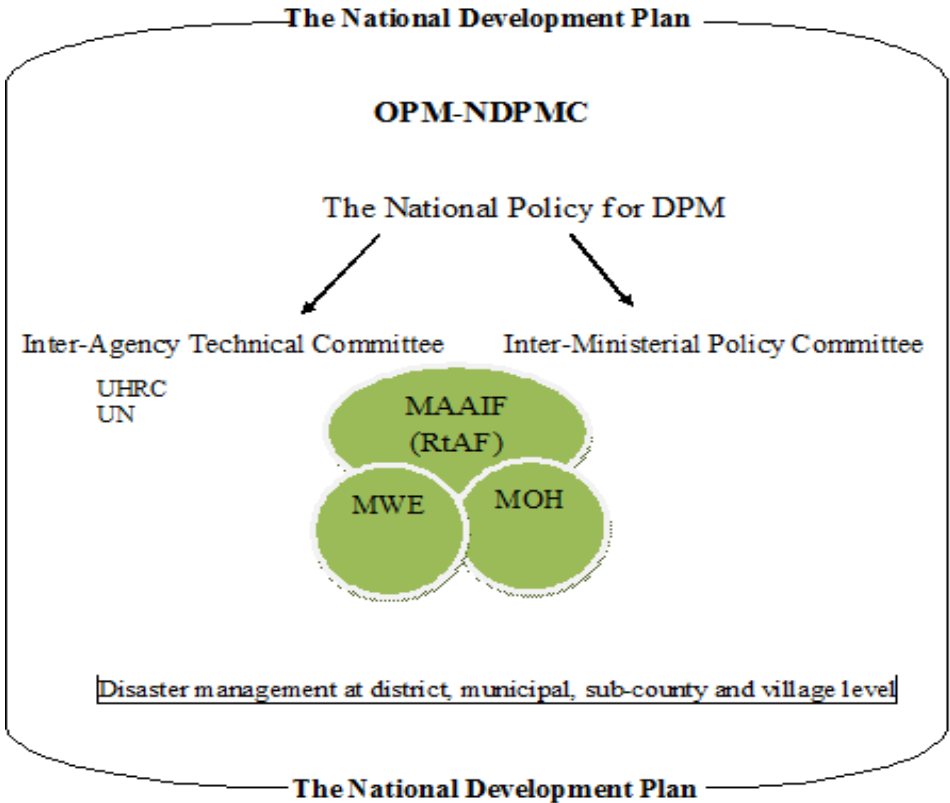 The National Development Plan
OPM-NDPMC
The National Policy for DPM
Inter-Agency Technical Committee
Inter-Ministerial Policy Committee
UHRC
UN
MAAIF
(RtAF)
MWE
MOH
Disaster management at district, municipal, sub-county and village level
The National Development Plan